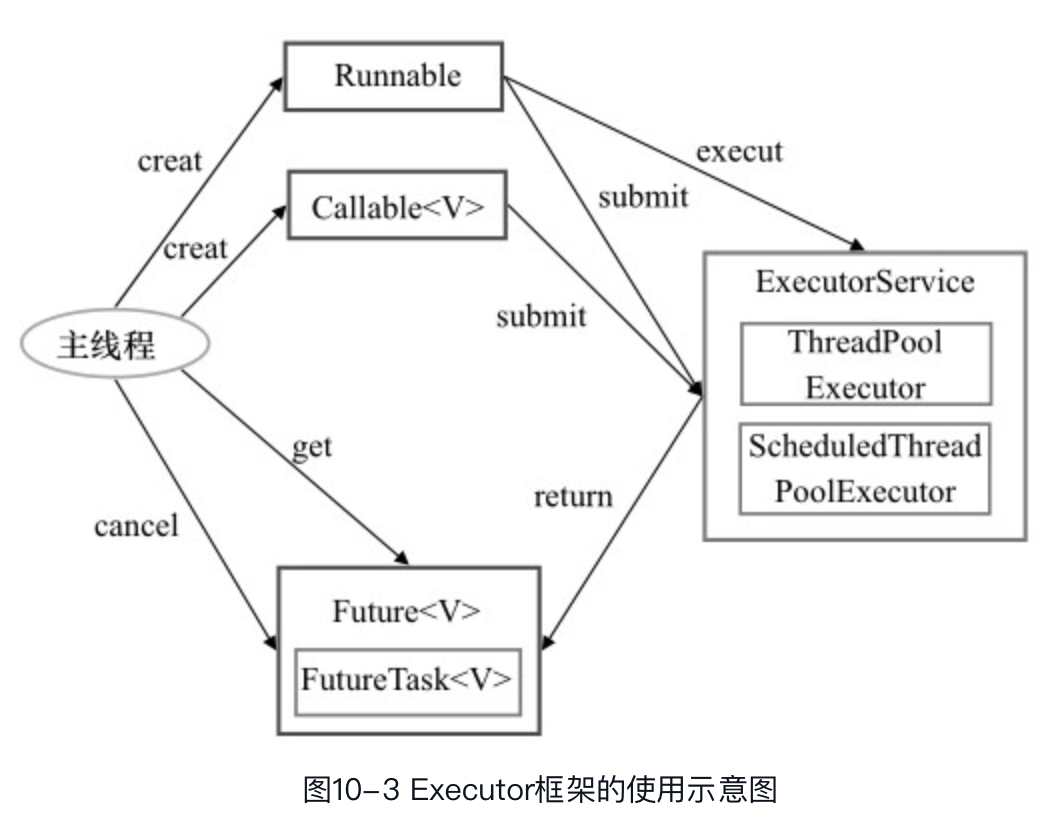 Runnable
creat
execut
submit
Callable<V>
creat
submit
ExecutorService
ThreadPool
Executor
ScheduledThread
PoolExecutor
主线程
get
cancel
return
Future<V>
FutureTask<V>
图10-3 Executor框架的使用示意图